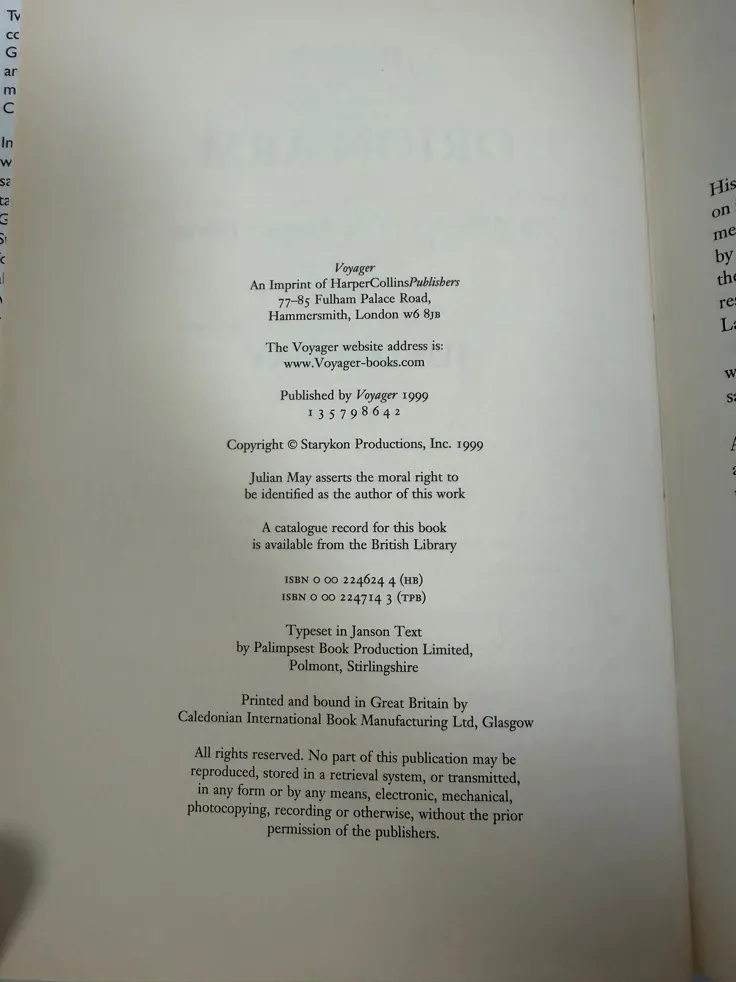 Voyager
An Imprint of HarperCollinsPublishers
77–85 Fulham Palace Road,
Hammersmith, London W6 8JB
The Voyager website address is:
www.Voyager-books.com
Published by Voyager 1999
1 3 5 7 9 8 6 4 2
Copyright © Starykon Productions, Inc. 1999
Julian May asserts the moral right to
be identified as the author of this work
A catalogue record for this book
is available from the British Library
ISBN 0 00 224624 4 (HB)
ISBN 0 00 224714 3 (TPB)
Typeset in Janson Text
by Palimpsest Book Production Limited,
Polmont, Stirlingshire
Printed and bound in Great Britain by
Caledonian International Book Manufacturing Ltd, Glasgow
All rights reserved. No part of this publication may be
reproduced, stored in a retrieval system, or transmitted,
in any form or by any means, electronic, mechanical,
photocopying, recording or otherwise, without the prior
permission of the publishers.
His
on
by